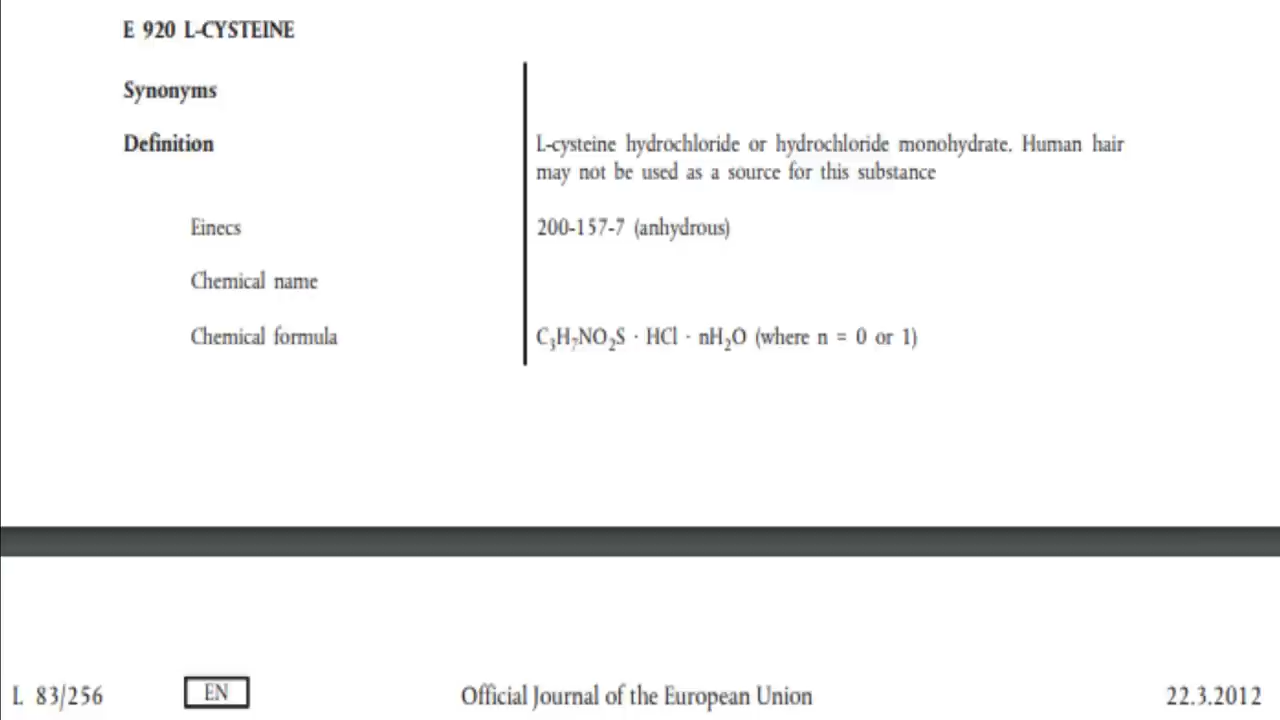 E 920 L-CYSTEINE
Synonyms
Definition L-cysteine hydrochloride or hydrochloride monohydrate. Human hair
may not be used as a source for this substance
Einecs 200-157-7 (anhydrous)
Chemical name
Chemical formula C₃H₇NO₂S · HCl · nH₂O (where n = 0 or 1)
L 83/256 EN Official Journal of the European Union 22.3.2012